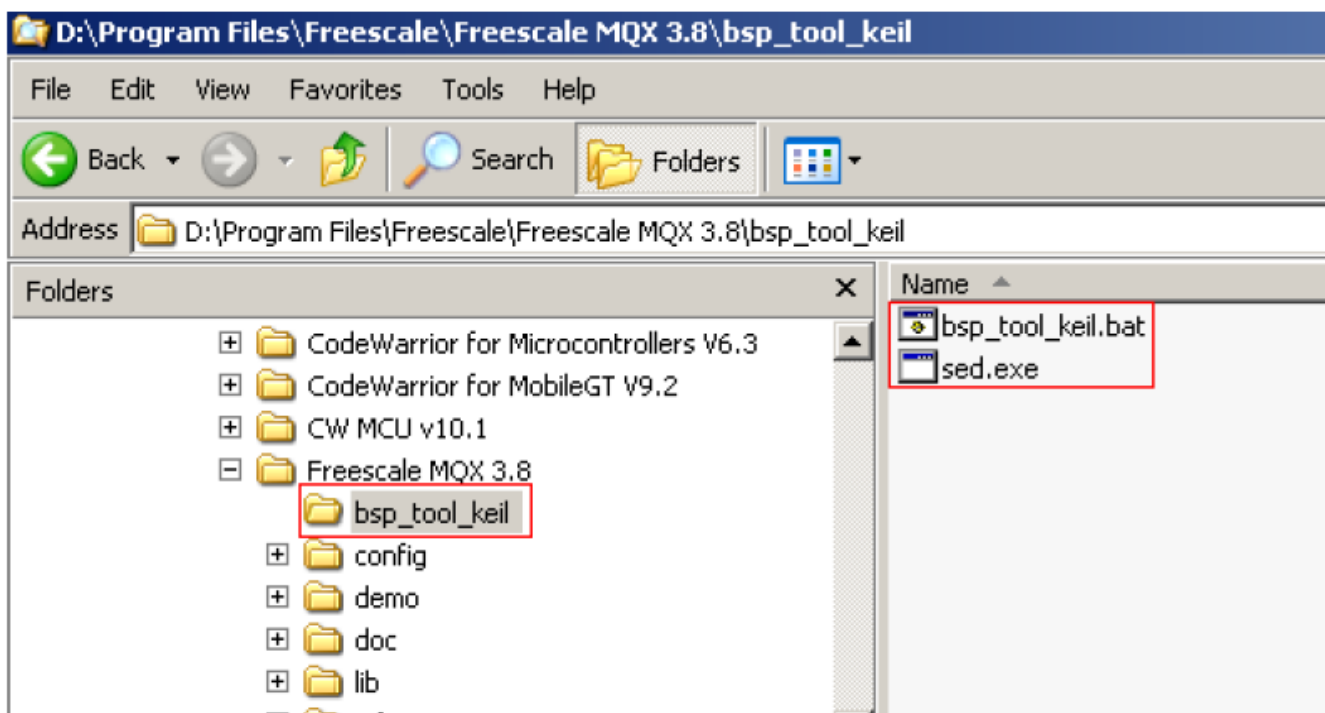 D:\Program Files\Freescale\Freescale MQX 3.8\bsp_tool_keil
File Edit View Favorites Tools Help
Back Search Folders
Address D:\Program Files\Freescale\Freescale MQX 3.8\bsp_tool_keil
Folders
Name
CodeWarrior for Microcontrollers V6.3
CodeWarrior for MobileGT V9.2
CW MCU v10.1
Freescale MQX 3.8
bsp_tool_keil
config
demo
doc
lib
bsp_tool_keil.bat
sed.exe